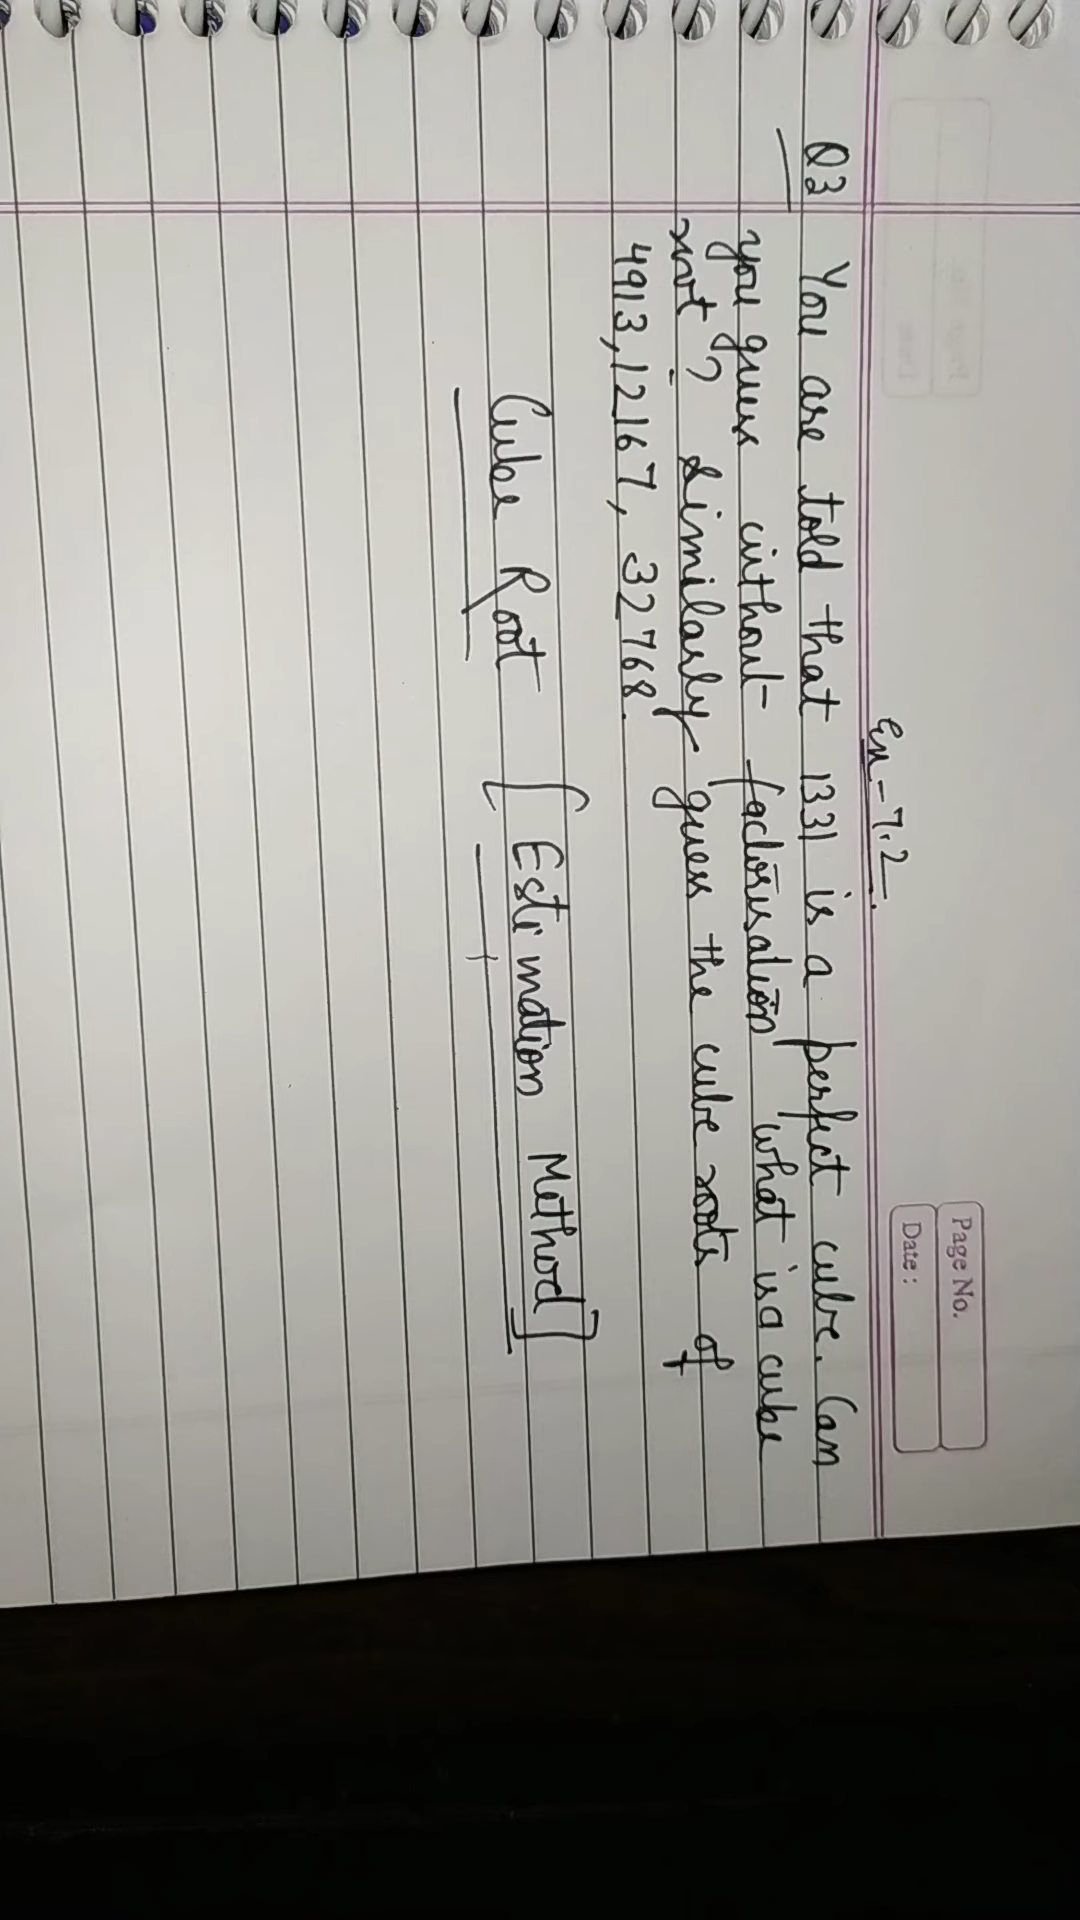 Page No.
Date :
Ex - 7.2.
Q3 You are told that 1331 is a perfect cube. Can
you guess without factorisation what is a cube
root? Similarly guess the cube roots of
4913, 12167, 32768.
Cube Root [Estimation Method]